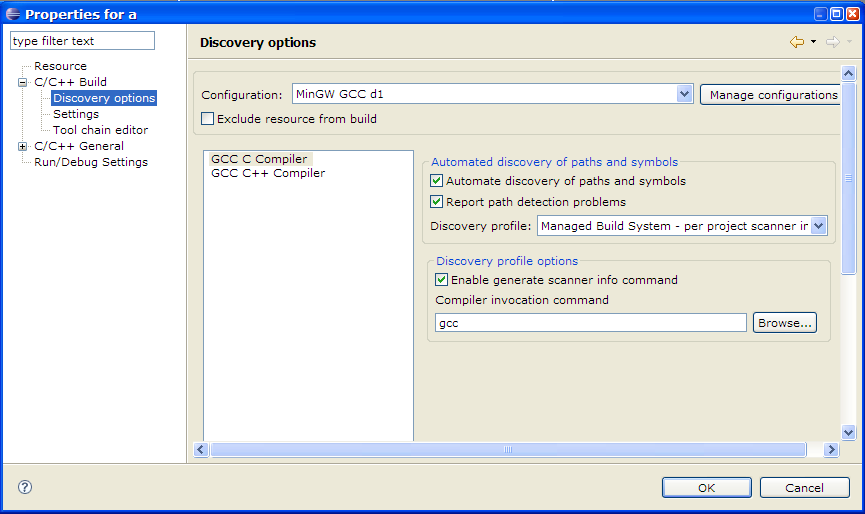 Properties for a
type filter text
Discovery options
Resource
C/C++ Build
Discovery options
Settings
Tool chain editor
C/C++ General
Run/Debug Settings
Configuration: MinGW GCC d1 Manage configurations
Exclude resource from build
GCC C Compiler
GCC C++ Compiler
Automated discovery of paths and symbols
Automate discovery of paths and symbols
Report path detection problems
Discovery profile: Managed Build System - per project scanner in
Discovery profile options
Enable generate scanner info command
Compiler invocation command
gcc Browse...
? OK Cancel